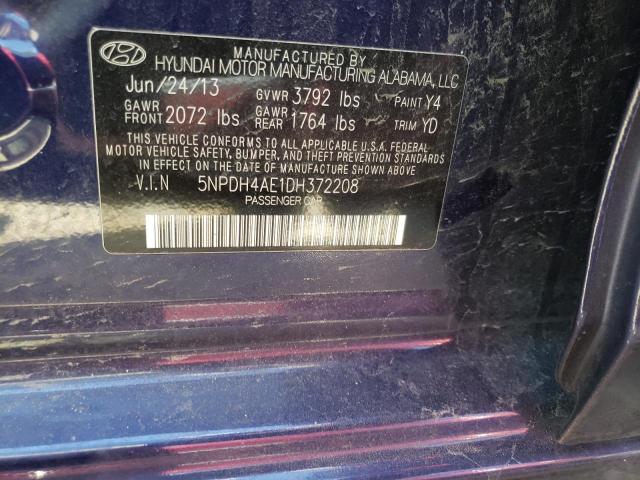 MANUFACTURED BY
HYUNDAI MOTOR MANUFACTURING ALABAMA, LLC
Jun/24/13 GVWR 3792 lbs PAINT Y4
GAWR FRONT 2072 lbs GAWR REAR 1764 lbs TRIM YD
THIS VEHICLE CONFORMS TO ALL APPLICABLE U.S.A. FEDERAL
MOTOR VEHICLE SAFETY, BUMPER, AND THEFT PREVENTION STANDARDS
IN EFFECT ON THE DATE OF MANUFACTURE SHOWN ABOVE
V.I.N 5NPDH4AE1DH372208
PASSENGER CAR